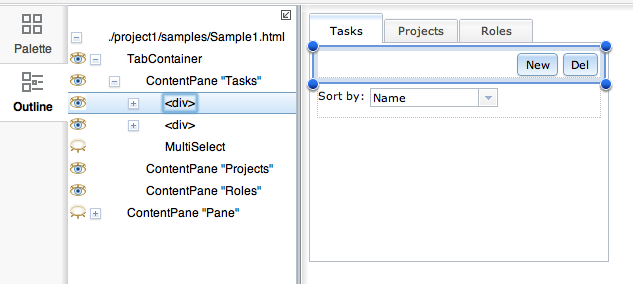 Palette
Outline
./project1/samples/Sample1.html
TabContainer
ContentPane "Tasks"
<div>
<div>
MultiSelect
ContentPane "Projects"
ContentPane "Roles"
ContentPane "Pane"
Tasks Projects Roles
New Del
Sort by: Name